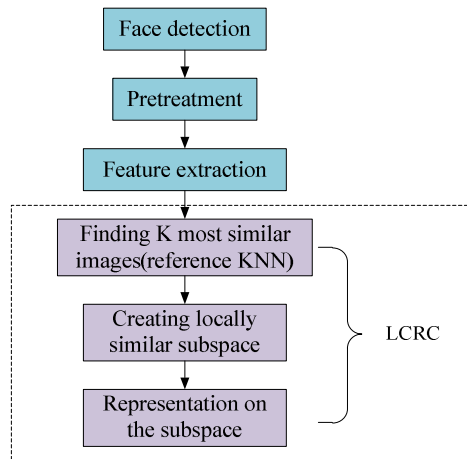 Face detection
Pretreatment
Feature extraction
Finding K most similar
images(reference KNN)
Creating locally
similar subspace
LCRC
Representation on
the subspace